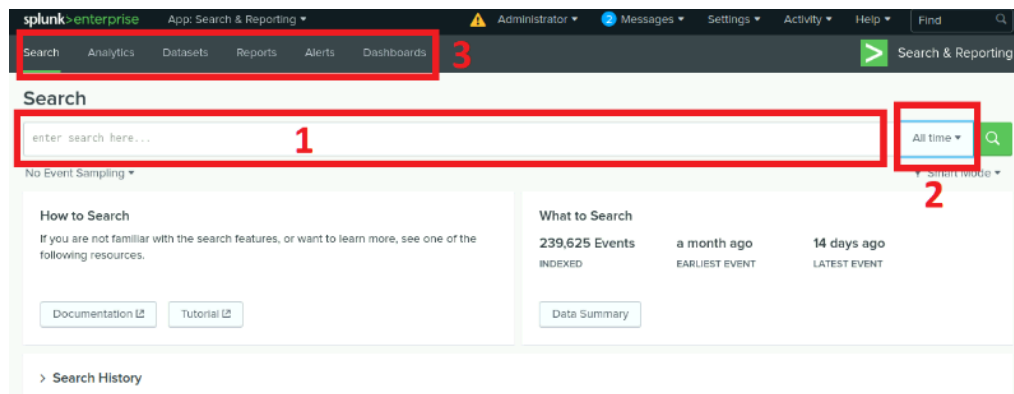 splunk>enterprise App: Search & Reporting Administrator 2 Messages Settings Activity Help Find
Search Analytics Datasets Reports Alerts Dashboards 3 Search & Reporting
Search
enter search here... 1 All time
No Event Sampling Smart Mode
2
How to Search
If you are not familiar with the search features, or want to learn more, see one of the
following resources.
Documentation Tutorial
What to Search
239,625 Events a month ago 14 days ago
INDEXED EARLIEST EVENT LATEST EVENT
Data Summary
> Search History